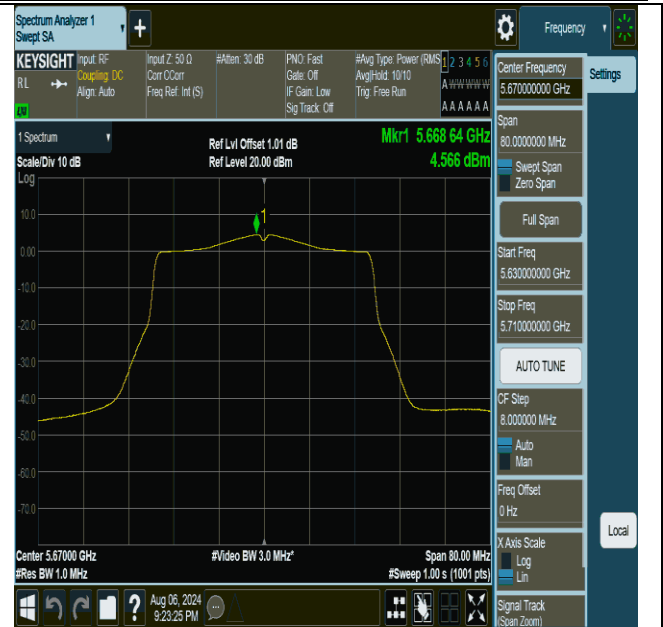 Spectrum Analyzer 1
Swept SA
Frequency
KEYSIGHT
RL
Input: RF
Coupling: DC
Align: Auto
Input Z: 50 Ω
Corr CCorr
Freq Ref: Int (S)
#Atten: 30 dB
PNO: Fast
Gate: Off
IF Gain: Low
Sig Track: Off
#Avg Type: Power (RMS
Avg|Hold: 10/10
Trig: Free Run
1 2 3 4 5 6
A W W W W W
A A A A A A
1 Spectrum
Scale/Div 10 dB
Log
Ref Lvl Offset 1.01 dB
Ref Level 20.00 dBm
Mkr1 5.668 64 GHz
4.566 dBm
1
10.0
0.00
-10.0
-20.0
-30.0
-40.0
-50.0
-60.0
-70.0
Center 5.67000 GHz
#Res BW 1.0 MHz
#Video BW 3.0 MHz*
Span 80.00 MHz
#Sweep 1.00 s (1001 pts)
Aug 06, 2024
9:23:25 PM
Center Frequency
5.670000000 GHz
Settings
Span
80.0000000 MHz
Swept Span
Zero Span
Full Span
Start Freq
5.630000000 GHz
Stop Freq
5.710000000 GHz
AUTO TUNE
CF Step
8.000000 MHz
Auto
Man
Freq Offset
0 Hz
X Axis Scale
Log
Lin
Local
Signal Track
(Span Zoom)